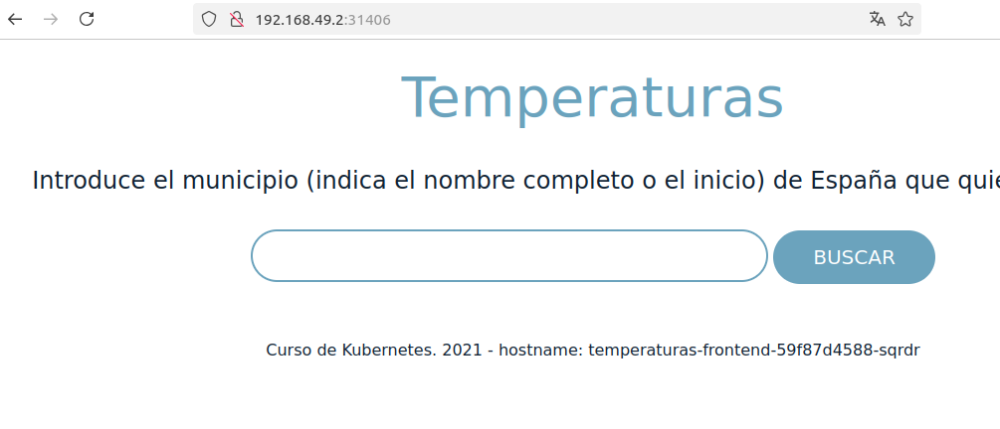 192.168.49.2:31406
Temperaturas
Introduce el municipio (indica el nombre completo o el inicio) de España que
BUSCAR
Curso de Kubernetes. 2021 - hostname: temperaturas-frontend-59f87d4588-sqrdr